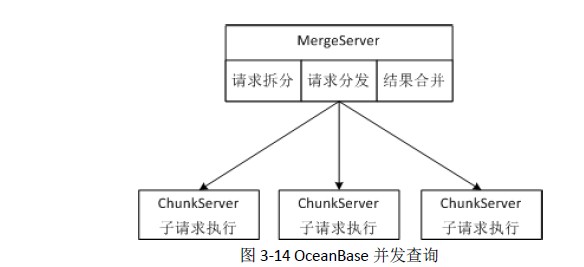 MergeServer
请求拆分 请求分发 结果合并
ChunkServer ChunkServer ChunkServer
子请求执行 子请求执行 子请求执行
图 3-14 OceanBase 并发查询